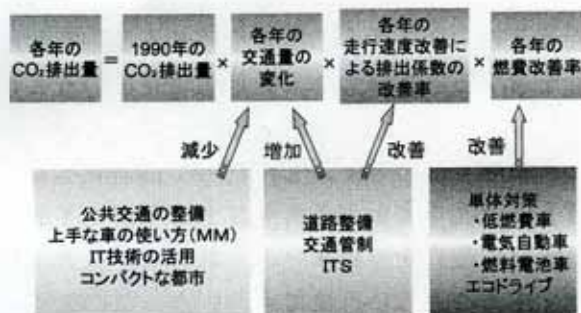 各年の
CO₂排出量
=
1990年の
CO₂排出量
×
各年の
交通量の
変化
×
各年の
走行速度改善に
よる排出係数の
改善率
×
各年の
燃費改善率
減少
増加
改善
改善
公共交通の整備
上手な車の使い方(MM)
IT技術の活用
コンパクトな都市
道路整備
交通管制
ITS
単体対策
・低燃費車
・電気自動車
・燃料電池車
エコドライブ